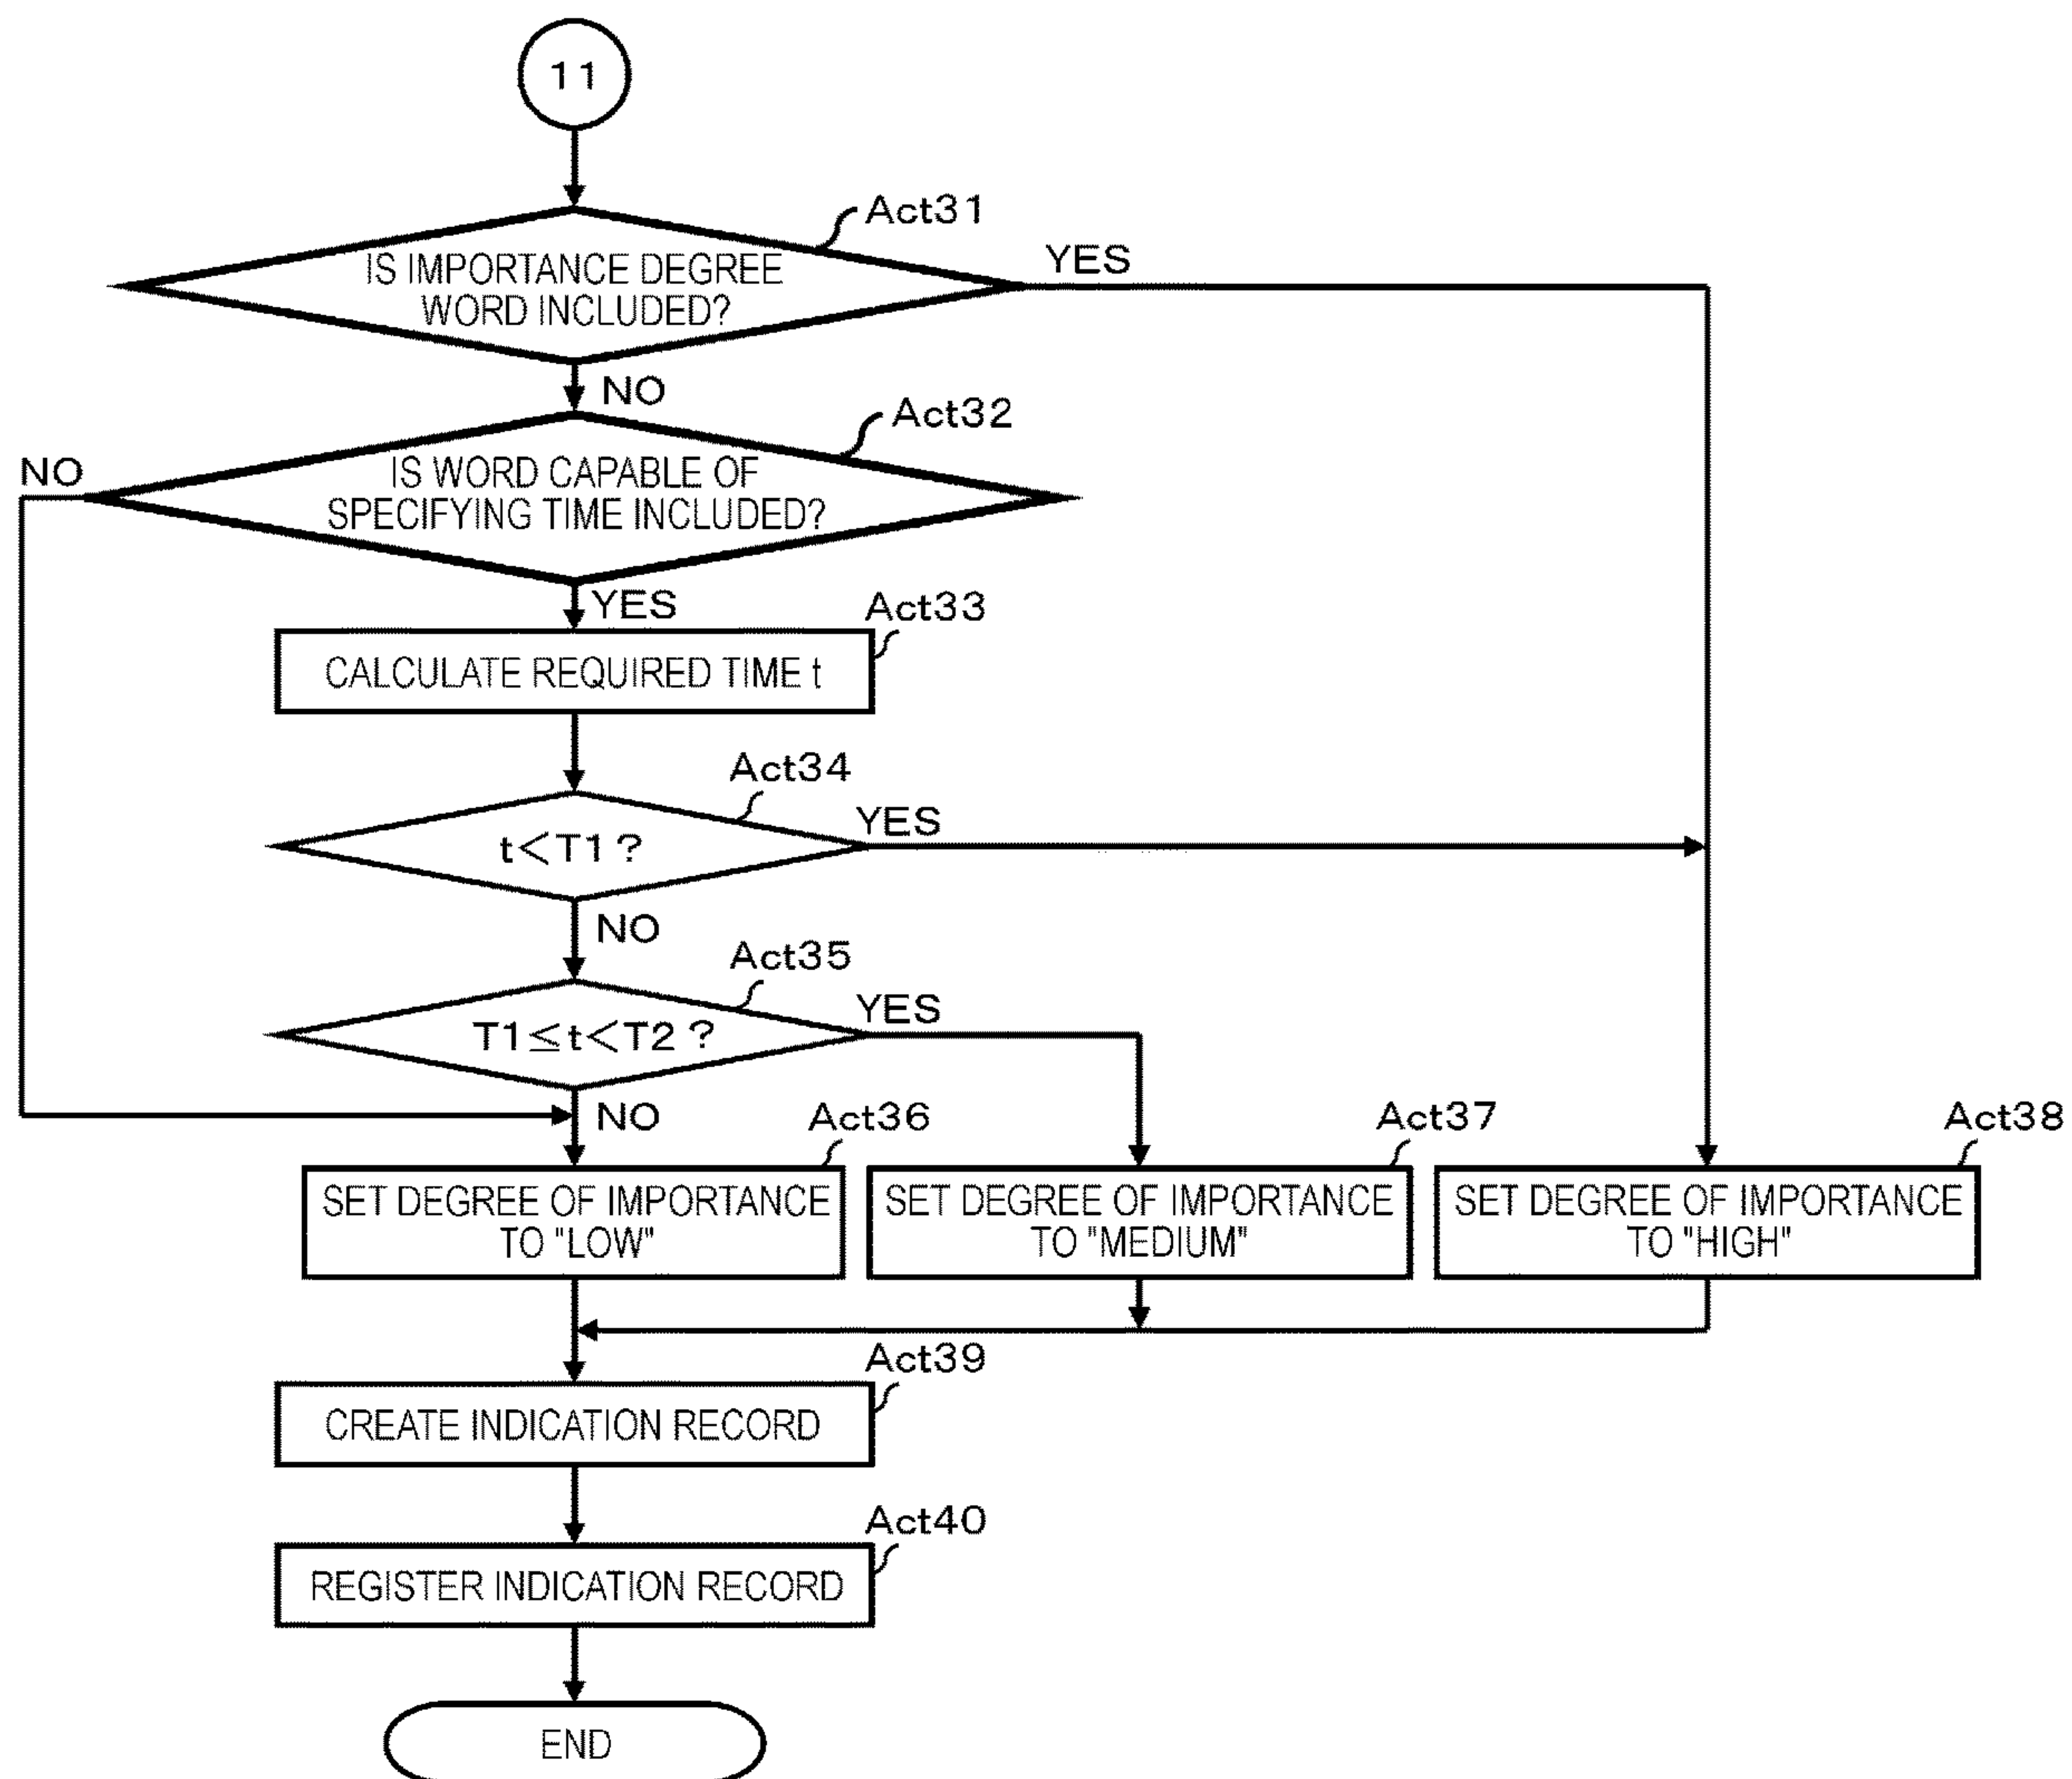 11
Act31
IS IMPORTANCE DEGREE
WORD INCLUDED?
YES
NO
Act32
IS WORD CAPABLE OF
SPECIFYING TIME INCLUDED?
NO
YES
Act33
CALCULATE REQUIRED TIME t
Act34
t<T1?
YES
NO
Act35
T1≦t<T2?
YES
NO
Act36
SET DEGREE OF IMPORTANCE
TO "LOW"
Act37
SET DEGREE OF IMPORTANCE
TO "MEDIUM"
Act38
SET DEGREE OF IMPORTANCE
TO "HIGH"
Act39
CREATE INDICATION RECORD
Act40
REGISTER INDICATION RECORD
END